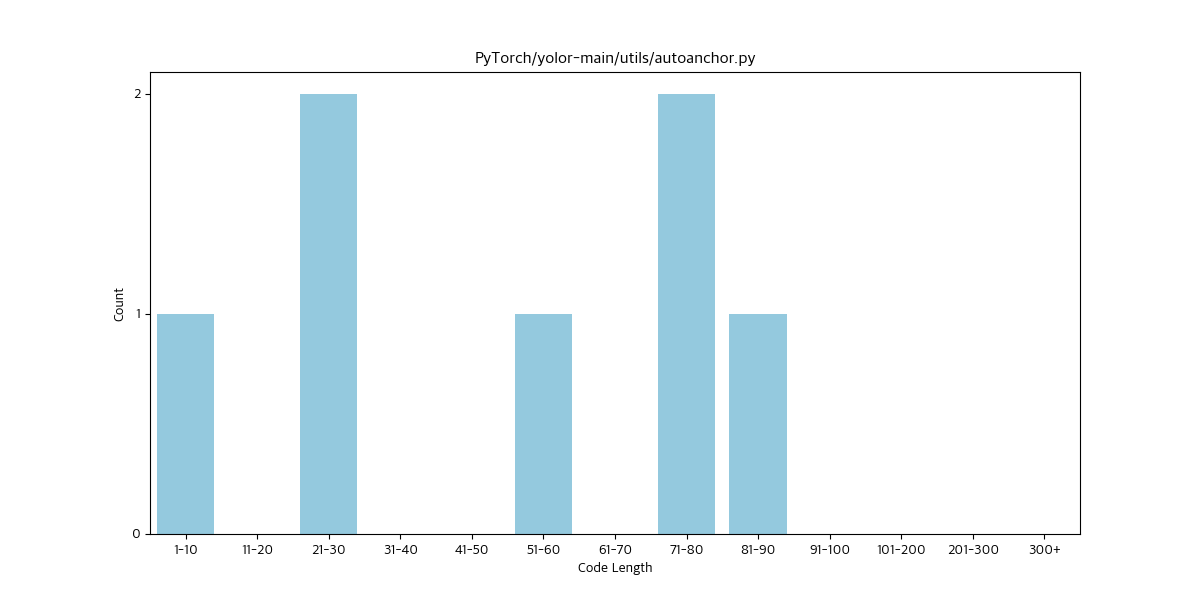 PyTorch/yolor-main/utils/autoanchor.py
2
1
0
Count
1-10 11-20 21-30 31-40 41-50 51-60 61-70 71-80 81-90 91-100 101-200 201-300 300+
Code Length